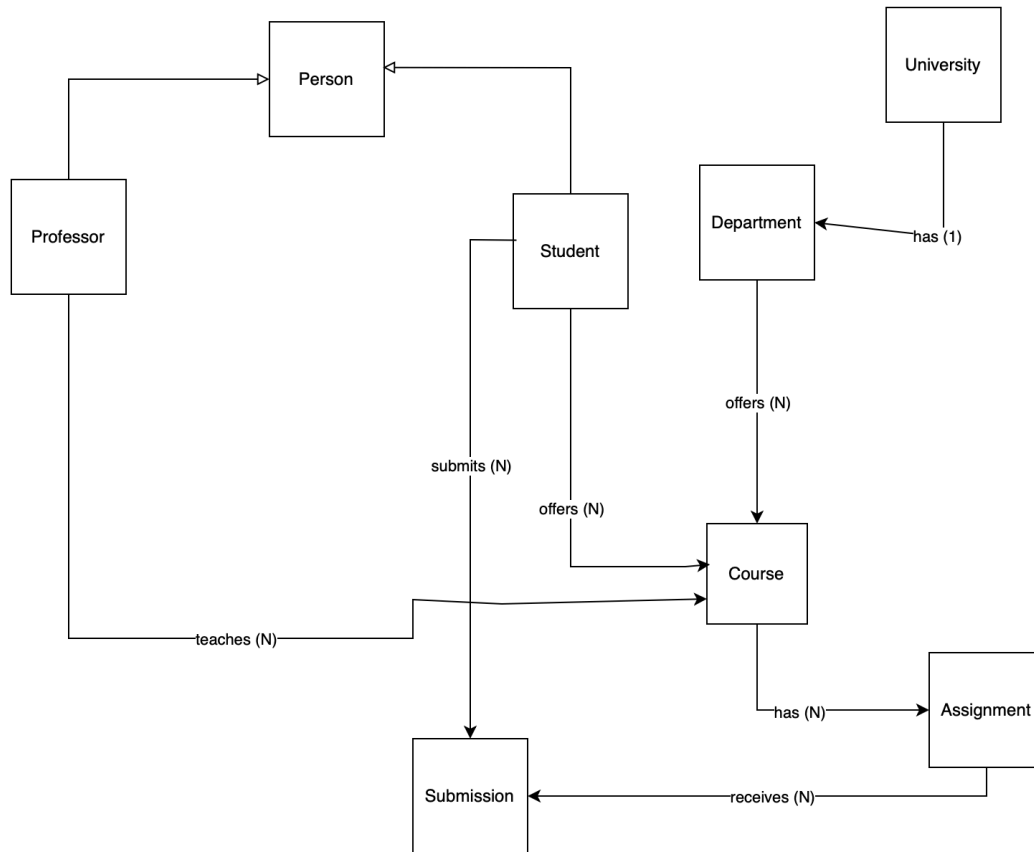 Person
University
Professor
Student
Department
has (1)
offers (N)
submits (N)
offers (N)
Course
teaches (N)
Assignment
has (N)
Submission
receives (N)